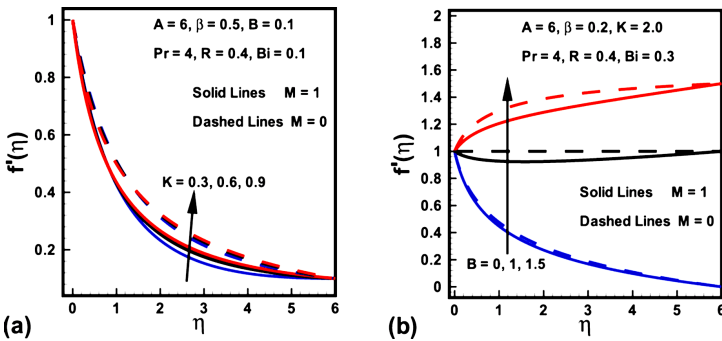 A = 6, β = 0.5, B = 0.1
Pr = 4, R = 0.4, Bi = 0.1
Solid Lines M = 1
Dashed Lines M = 0
K = 0.3, 0.6, 0.9
f'(η)
1
0.8
0.6
0.4
0.2
0 1 2 3 4 5 6
η
(a)
A = 6, β = 0.2, K = 2.0
Pr = 4, R = 0.4, Bi = 0.3
Solid Lines M = 1
Dashed Lines M = 0
B = 0, 1, 1.5
f'(η)
2
1.8
1.6
1.4
1.2
1
0.8
0.6
0.4
0.2
0
0 1 2 3 4 5 6
η
(b)